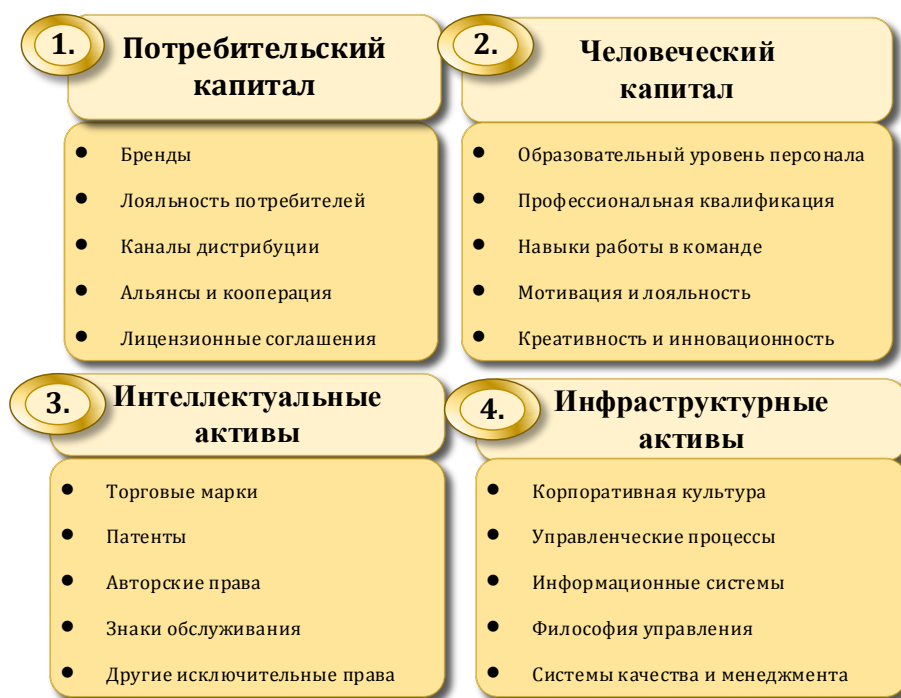 1.
Потребительский
капитал
Бренды
Лояльность потребителей
Каналы дистрибуции
Альянсы и кооперация
Лицензионные соглашения
2.
Человеческий
капитал
Образовательный уровень персонала
Профессиональная квалификация
Навыки работы в команде
Мотивация и лояльность
Креативность и инновационность
3.
Интеллектуальные
активы
Торговые марки
Патенты
Авторские права
Знаки обслуживания
Другие исключительные права
4.
Инфраструктурные
активы
Корпоративная культура
Управленческие процессы
Информационные системы
Философия управления
Системы качества и менеджмента